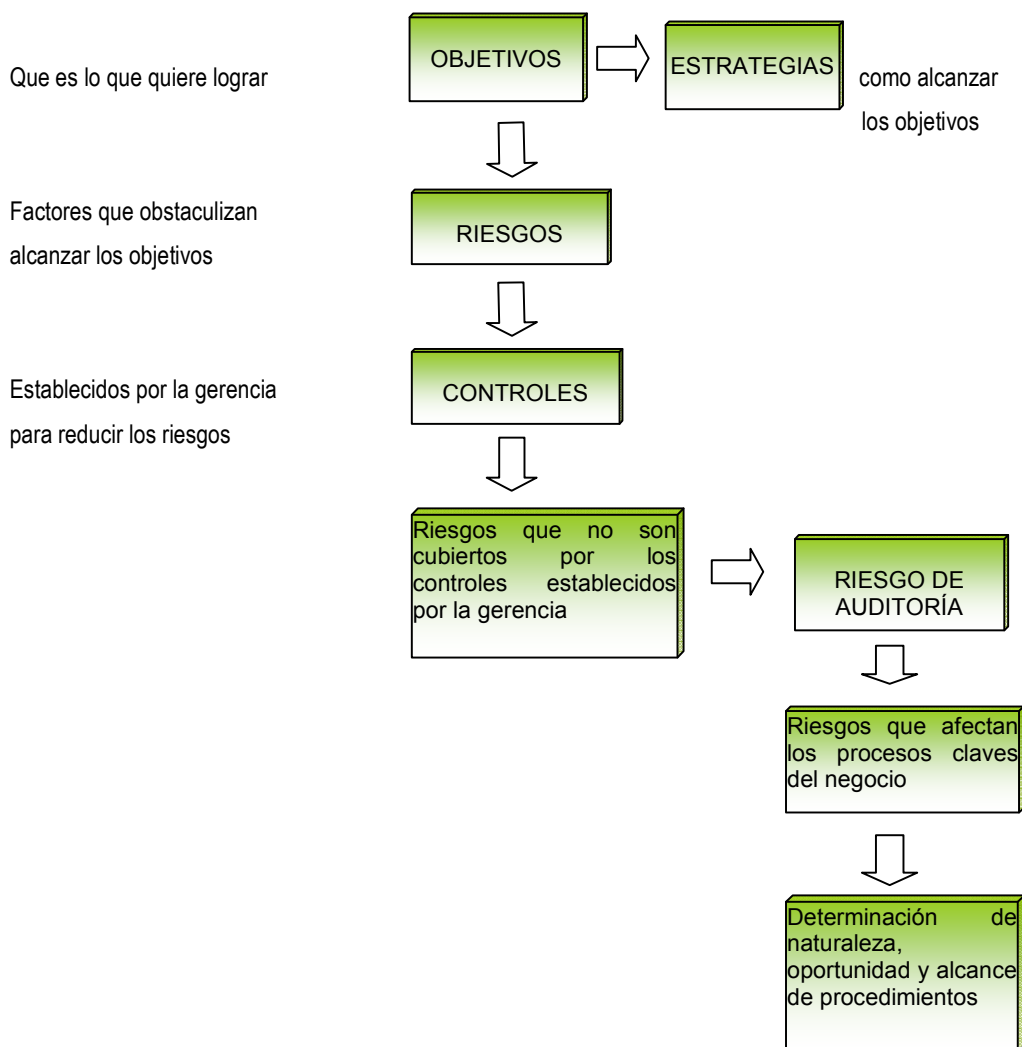 Que es lo que quiere lograr
OBJETIVOS
ESTRATEGIAS
como alcanzar
los objetivos
Factores que obstaculizan
alcanzar los objetivos
RIESGOS
Establecidos por la gerencia
para reducir los riesgos
CONTROLES
Riesgos que no son
cubiertos por los
controles establecidos
por la gerencia
RIESGO DE
AUDITORÍA
Riesgos que afectan
los procesos claves
del negocio
Determinación de
naturaleza,
oportunidad y alcance
de procedimientos